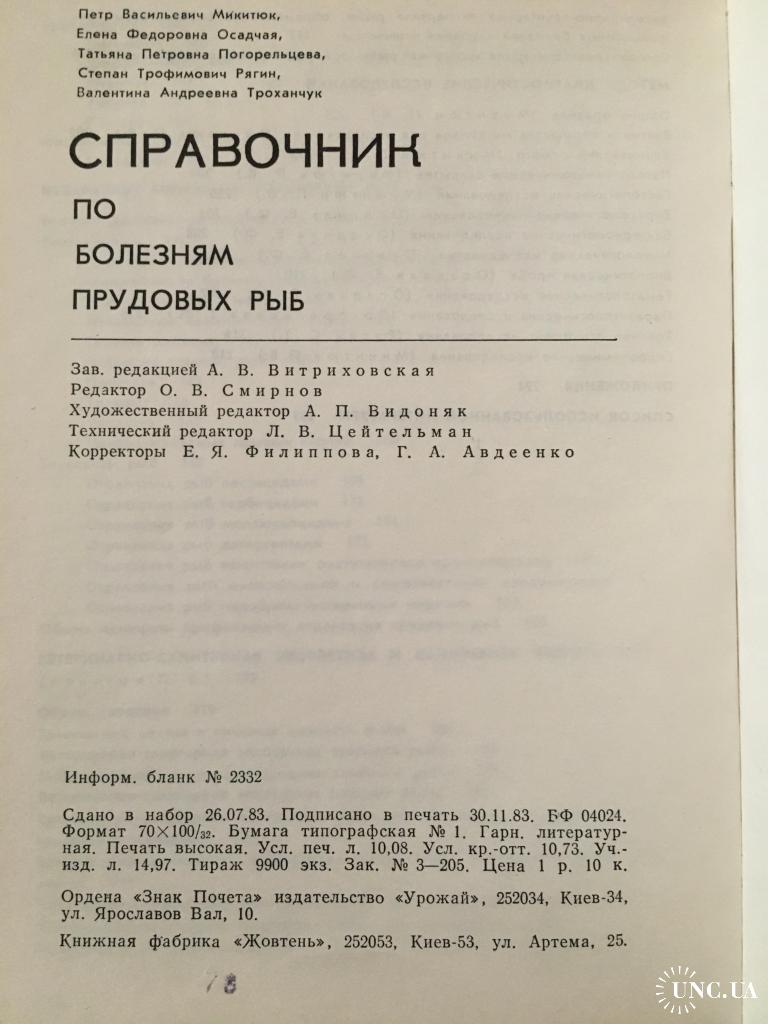 Петр Васильевич Микитюк,
Елена Федоровна Осадчая,
Татьяна Петровна Погорельцева,
Степан Трофимович Рягин,
Валентина Андреевна Троханчук
СПРАВОЧНИК
ПО
БОЛЕЗНЯМ
ПРУДОВЫХ РЫБ
Зав. редакцией А. В. Витриховская
Редактор О. В. Смирнов
Художественный редактор А. П. Видоняк
Технический редактор Л. В. Цейтельман
Корректоры Е. Я. Филиппова, Г. А. Авдеенко
Информ. бланк № 2332
Сдано в набор 26.07.83. Подписано в печать 30.11.83. БФ 04024.
Формат 70×100/32. Бумага типографская № 1. Гарн. литератур-
ная. Печать высокая. Усл. печ. л. 10,08. Усл. кр.-отт. 10,73. Уч.-
изд. л. 14,97. Тираж 9900 экз. Зак. № 3—205. Цена 1 р. 10 к.
Ордена «Знак Почета» издательство «Урожай», 252034, Киев-34,
ул. Ярославов Вал, 10.
Книжная фабрика «Жовтень», 252053, Киев-53, ул. Артема, 25.
UNC.UA